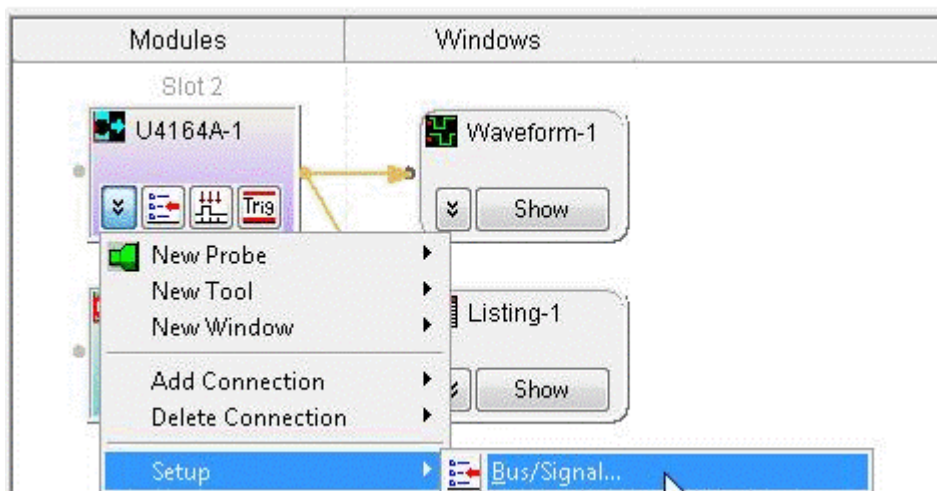 Modules
Windows
Slot 2
U4164A-1
Trig
Waveform-1
Show
New Probe
New Tool
New Window
Add Connection
Delete Connection
Setup
Listing-1
Show
Bus/Signal...